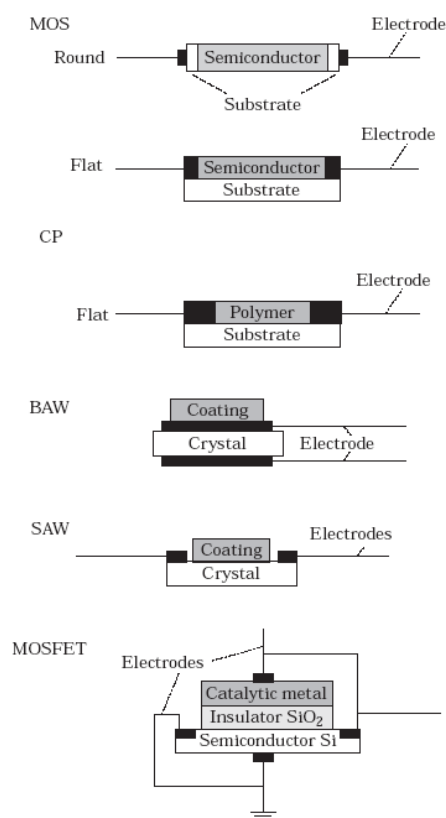 MOS
Electrode
Round
Semiconductor
Substrate
Electrode
Flat
Semiconductor
Substrate
CP
Electrode
Flat
Polymer
Substrate
BAW
Coating
Crystal
Electrode
SAW
Electrodes
Coating
Crystal
MOSFET
Electrodes
Catalytic metal
Insulator SiO₂
Semiconductor Si